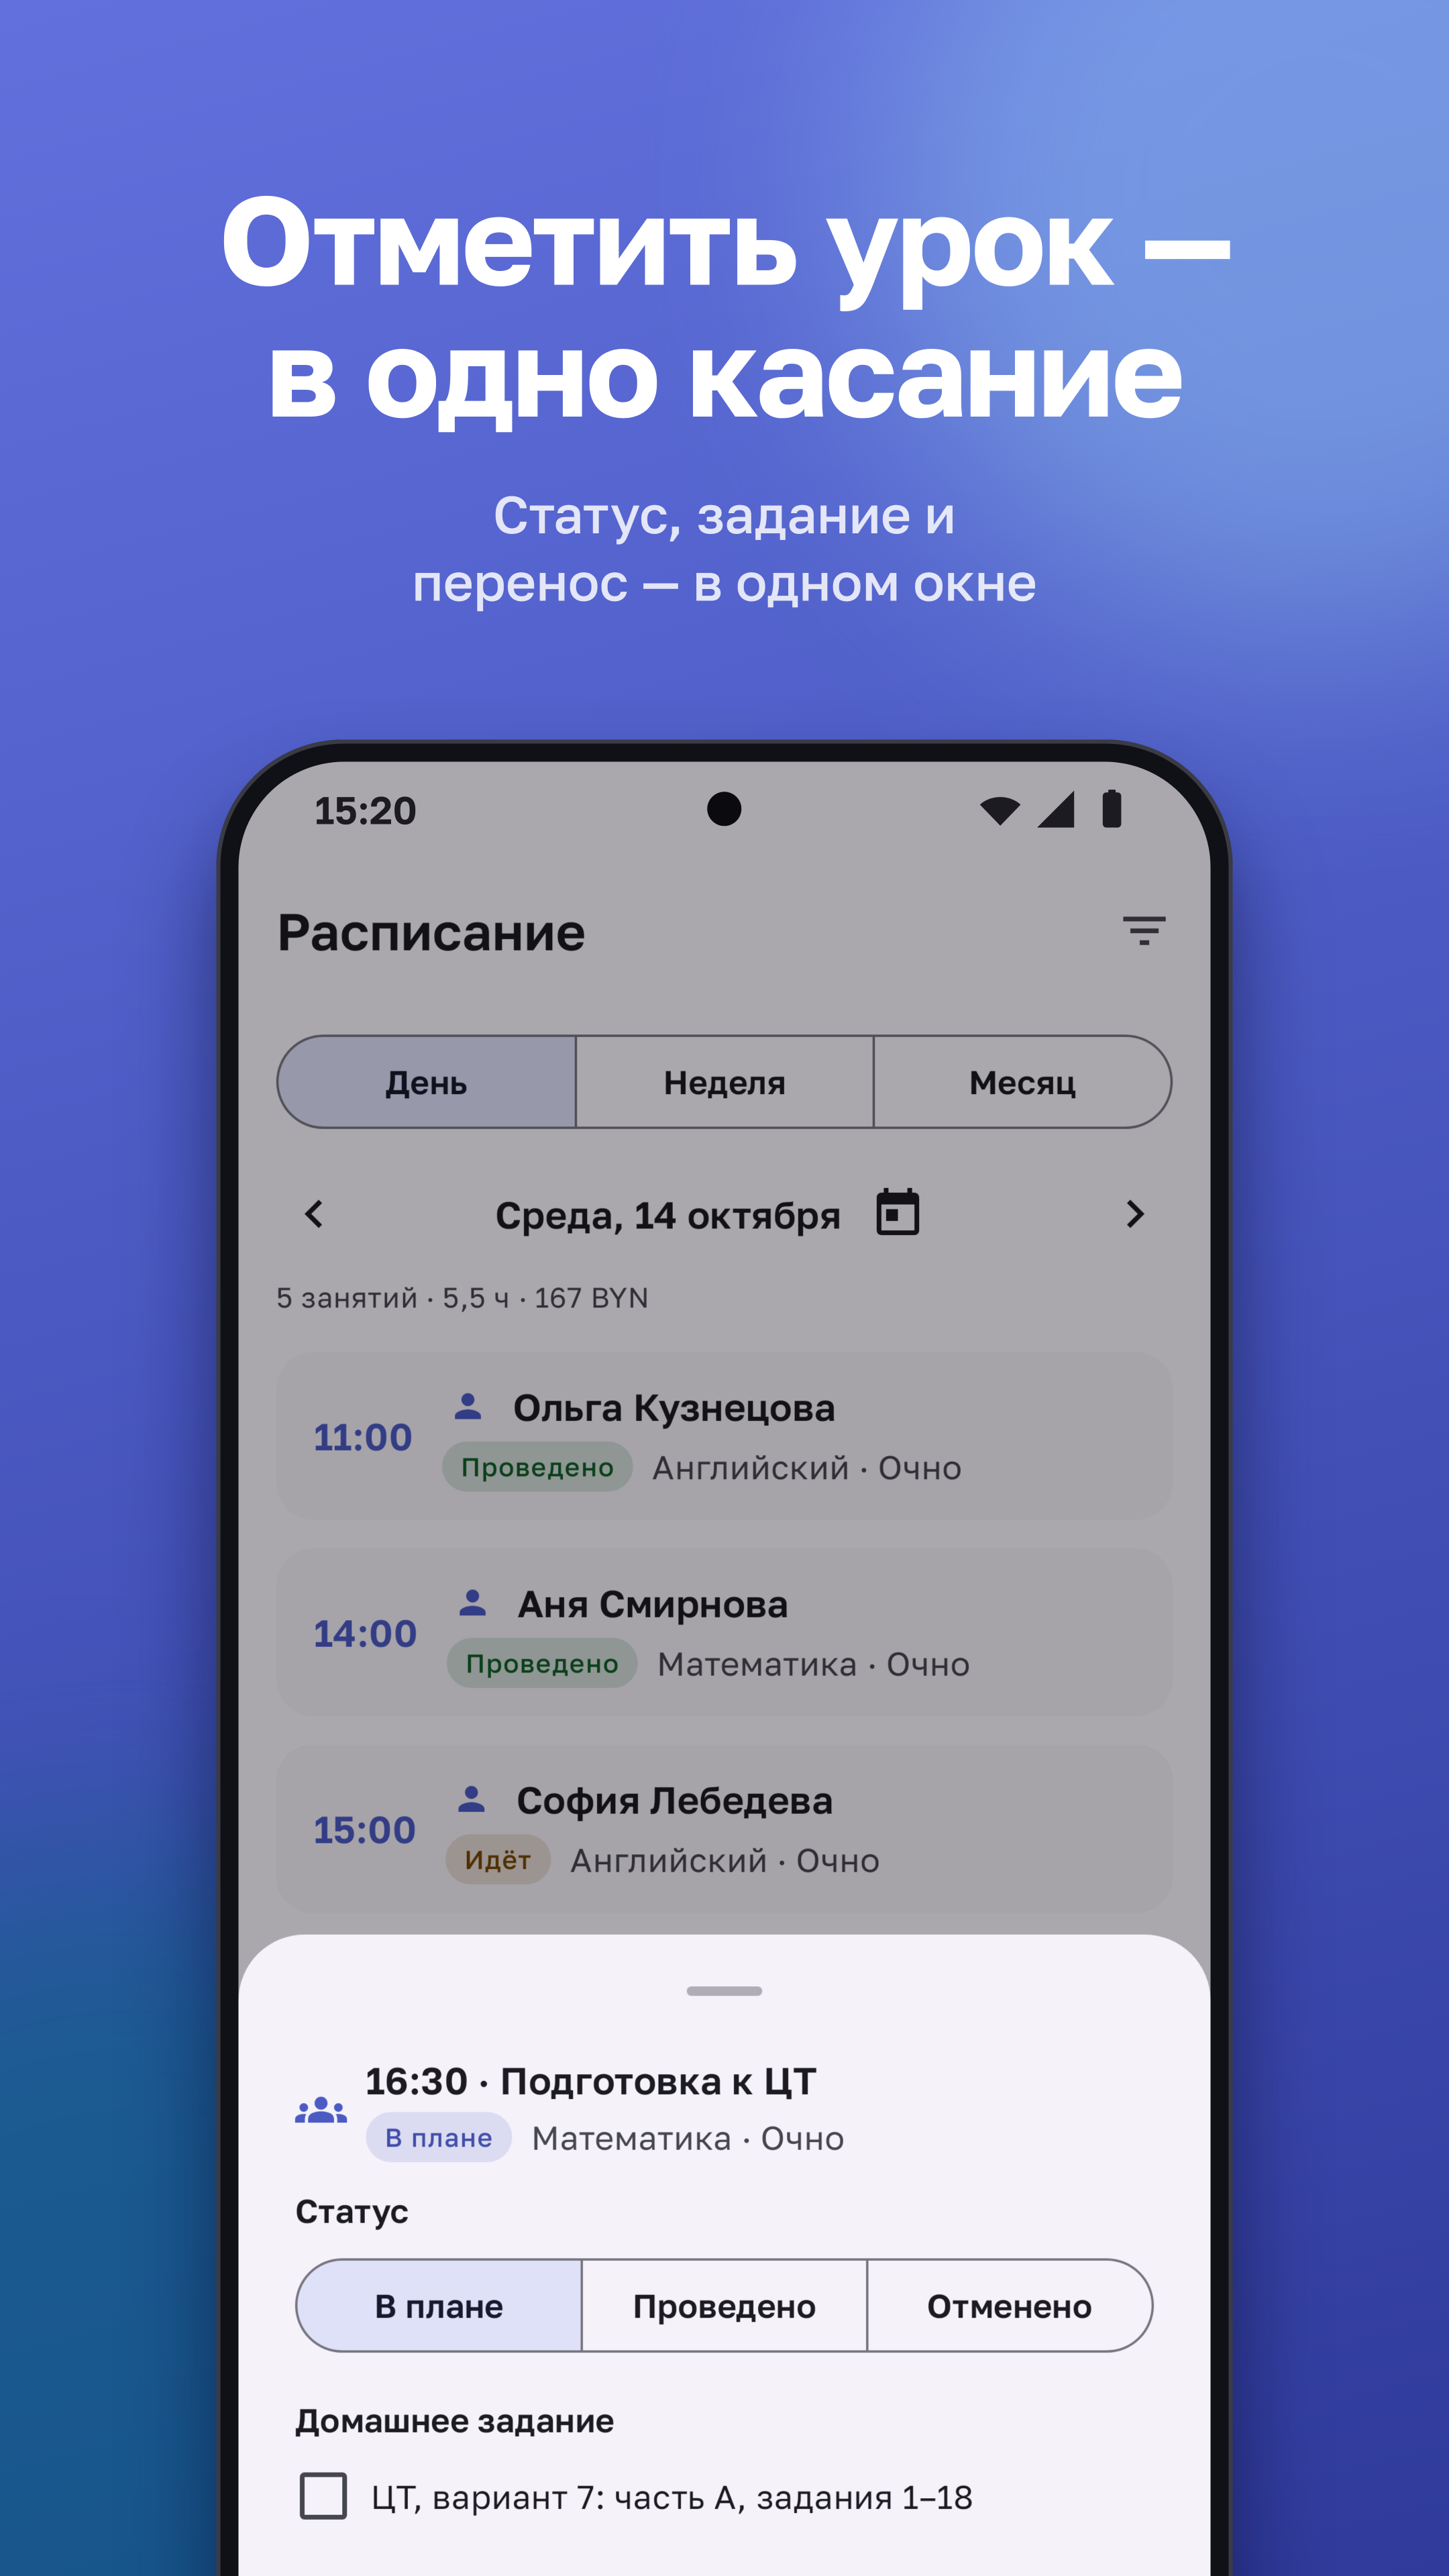 Отметить урок —
в одно касание
Статус, задание и
перенос — в одном окне
15:20
Расписание
День Неделя Месяц
Среда, 14 октября
5 занятий · 5,5 ч · 167 BYN
Ольга Кузнецова
11:00
Проведено Английский · Очно
Аня Смирнова
14:00
Проведено Математика · Очно
София Лебедева
15:00
Идёт Английский · Очно
16:30 · Подготовка к ЦТ
В плане Математика · Очно
Статус
В плане Проведено Отменено
Домашнее задание
ЦТ, вариант 7: часть А, задания 1–18